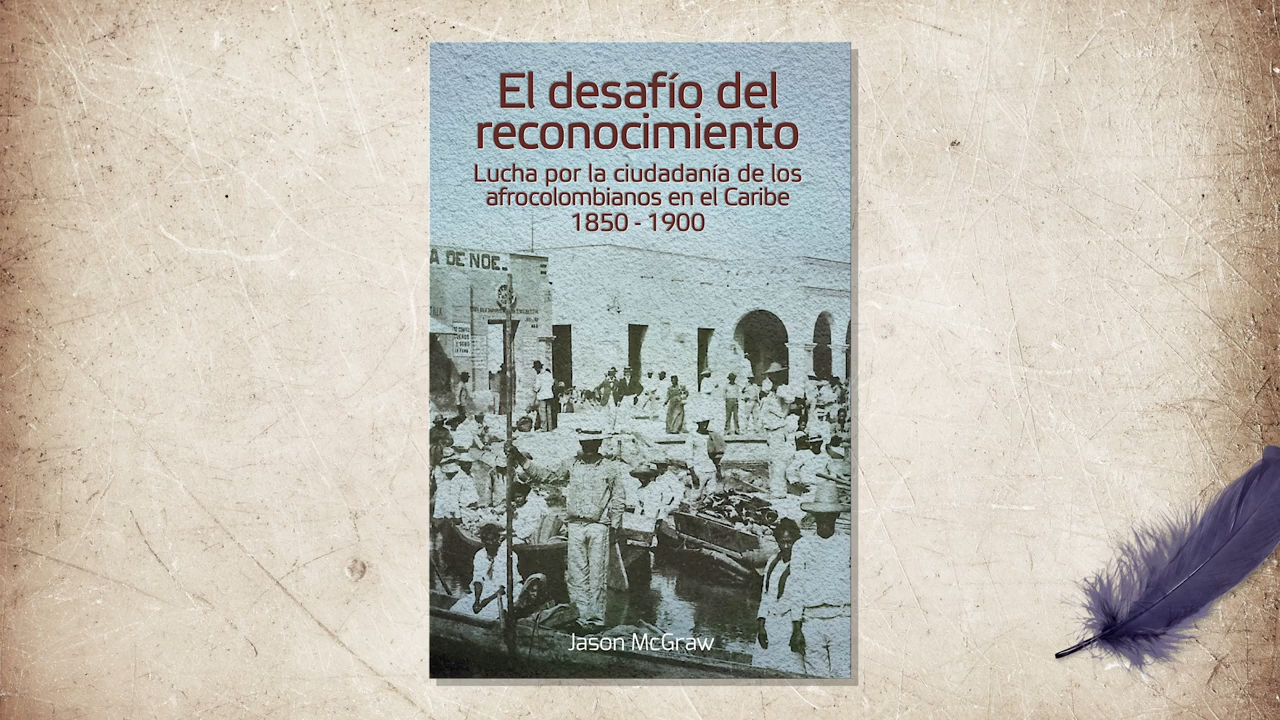 El desafío del
reconocimiento
Lucha por la ciudadanía de los
afrocolombianos en el Caribe
1850 - 1900
A DE NOE
Jason McGraw